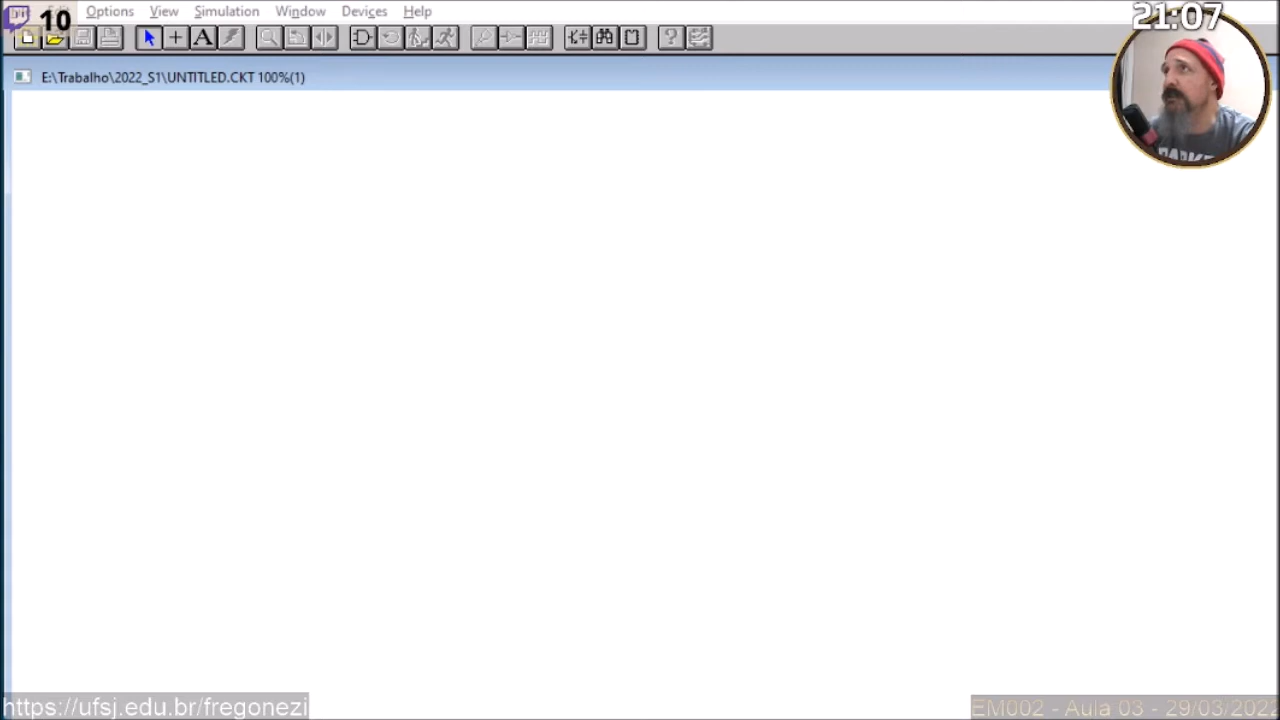 10 Options View Simulation Window Devices Help
21:07
A
?
E:\Trabalho\2022_S1\UNTITLED.CKT 100%(1)
https://ufsj.edu.br/fregonezi
EM002 - Aula 03 - 29/03/2022